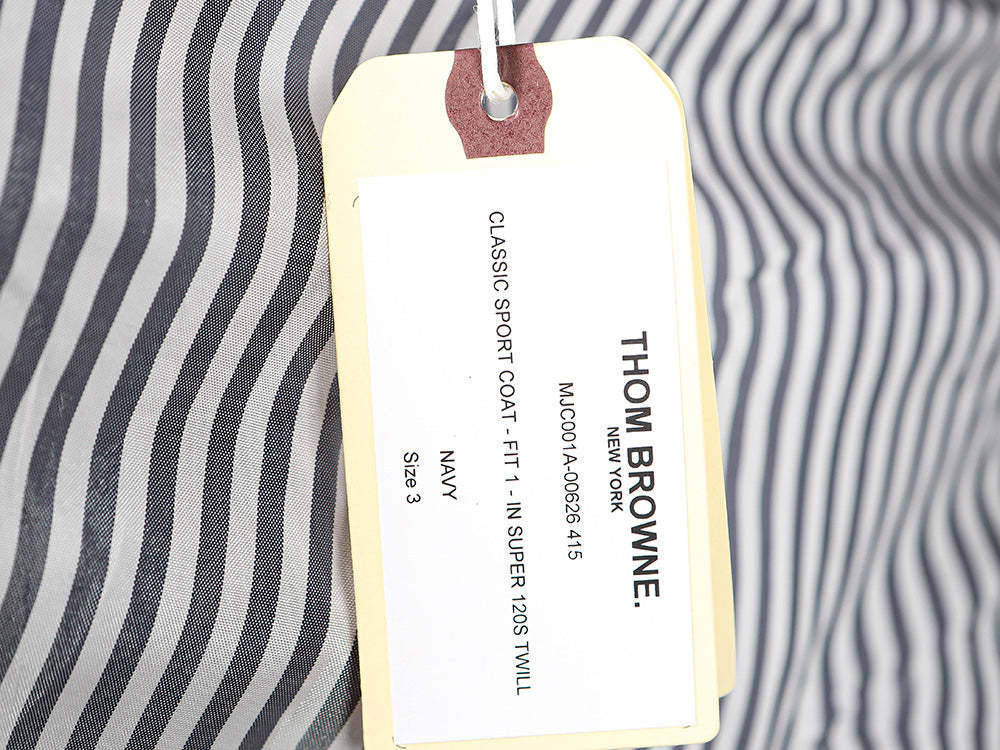 THOM BROWNE.
NEW YORK
MJC001A-00626 415
CLASSIC SPORT COAT - FIT 1 - IN SUPER 120S TWILL
NAVY
Size 3